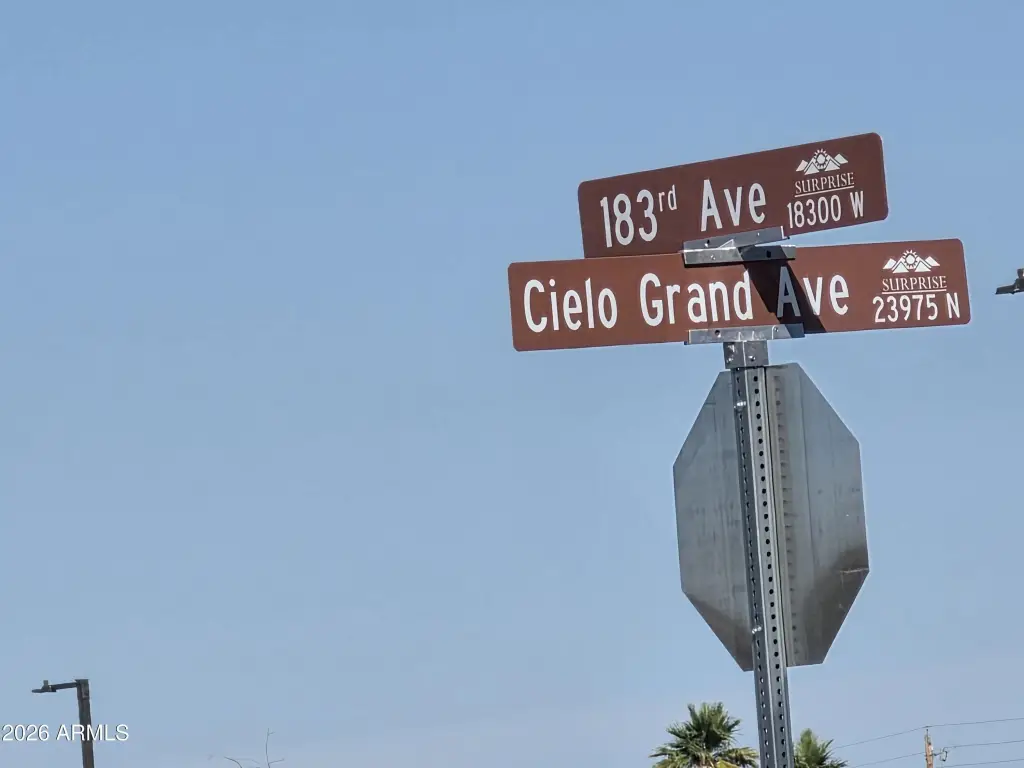 183rd Ave
SURPRISE
18300 W
Cielo Grand Ave
SURPRISE
23975 N
2026 ARMLS